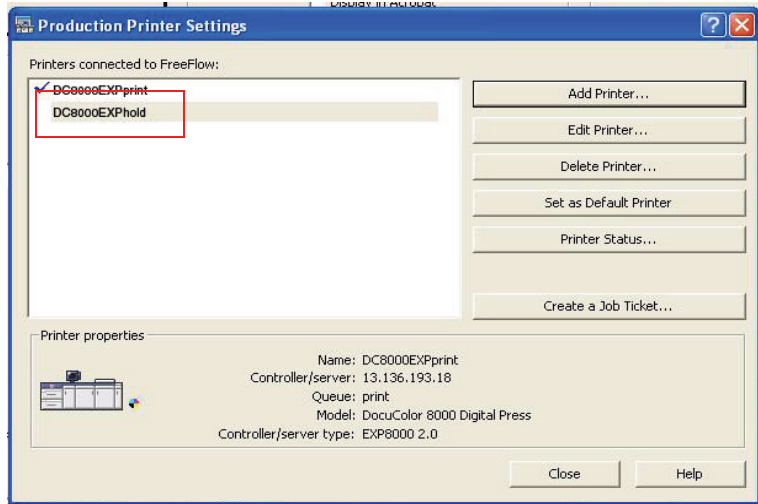 Display in Acrobat
Production Printer Settings
Printers connected to FreeFlow:
DC8000EXPprint
DC8000EXPhold
Add Printer...
Edit Printer...
Delete Printer...
Set as Default Printer
Printer Status...
Create a Job Ticket...
Printer properties
Name: DC8000EXPprint
Controller/server: 13.136.193.18
Queue: print
Model: DocuColor 8000 Digital Press
Controller/server type: EXP8000 2.0
Close
Help